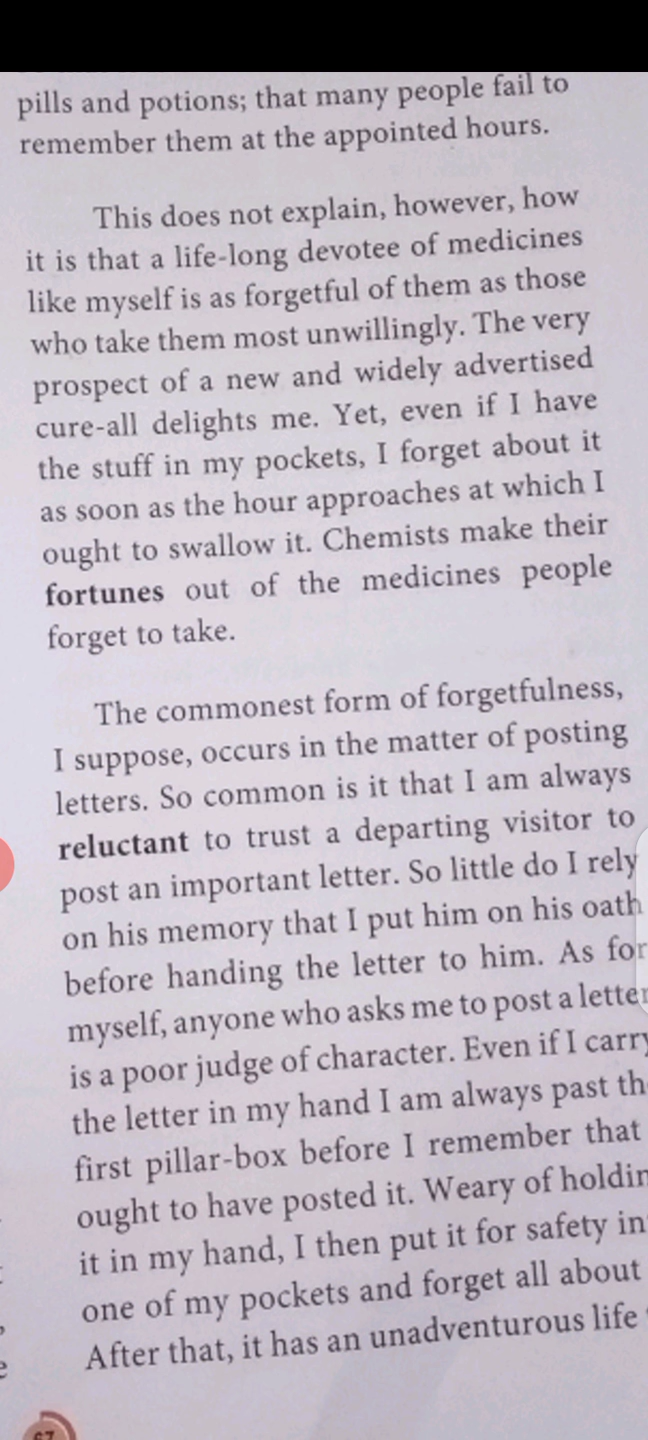 pills and potions; that many people fail to
remember them at the appointed hours.
This does not explain, however, how
it is that a life-long devotee of medicines
like myself is as forgetful of them as those
who take them most unwillingly. The very
prospect of a new and widely advertised
cure-all delights me. Yet, even if I have
the stuff in my pockets, I forget about it
as soon as the hour approaches at which I
ought to swallow it. Chemists make their
fortunes out of the medicines people
forget to take.
The commonest form of forgetfulness,
I suppose, occurs in the matter of posting
letters. So common is it that I am always
reluctant to trust a departing visitor to
post an important letter. So little do I rely
on his memory that I put him on his oath
before handing the letter to him. As for
myself, anyone who asks me to post a letter
is a poor judge of character. Even if I carry
the letter in my hand I am always past th
first pillar-box before I remember that
ought to have posted it. Weary of holdin
it in my hand, I then put it for safety in
one of my pockets and forget all about
After that, it has an unadventurous life
67